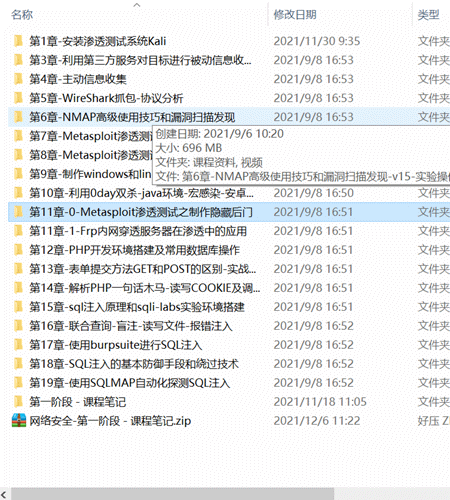 名称 修改日期 类型
第1章-安装渗透测试系统Kali 2021/11/30 9:35 文件夹
第3章-利用第三方服务对目标进行被动信息收... 2021/9/8 16:53 文件夹
第4章-主动信息收集 2021/9/8 16:53 文件夹
第5章-WireShark抓包-协议分析 2021/9/8 16:53 文件夹
第6章-NMAP高级使用技巧和漏洞扫描发现 2021/9/8 16:53 文件夹
第7章-Metasploit渗透测试
创建日期: 2021/9/6 10:20
大小: 696 MB
第8章-Metasploit渗透测试
文件夹: 课程资料, 视频
第9章-制作windows和lin
文件: 第6章-NMAP高级使用技巧和漏洞扫描发现-v15-实验操
第10章-利用0day双杀-java环境-宏感染-安卓... 2021/9/8 16:50 文件夹
第11章-0-Metasploit渗透测试之制作隐藏后门 2021/9/8 16:51 文件夹
第11章-1-Frp内网穿透服务器在渗透中的应用 2021/9/8 16:51 文件夹
第12章-PHP开发环境搭建及常用数据库操作 2021/9/8 16:51 文件夹
第13章-表单提交方法GET和POST的区别-实战... 2021/9/8 16:51 文件夹
第14章-解析PHP一句话木马-读写COOKIE及调... 2021/9/8 16:51 文件夹
第15章-sql注入原理和sqli-labs实验环境搭建 2021/9/8 16:51 文件夹
第16章-联合查询-盲注-读写文件-报错注入 2021/9/8 16:52 文件夹
第17章-使用burpsuite进行SQL注入 2021/9/8 16:52 文件夹
第18章-SQL注入的基本防御手段和绕过技术 2021/9/8 16:52 文件夹
第19章-使用SQLMAP自动化探测SQL注入 2021/9/8 16:52 文件夹
第一阶段 - 课程笔记 2021/11/18 11:05 文件夹
网络安全-第一阶段 - 课程笔记.zip 2021/12/6 11:22 好压 Z